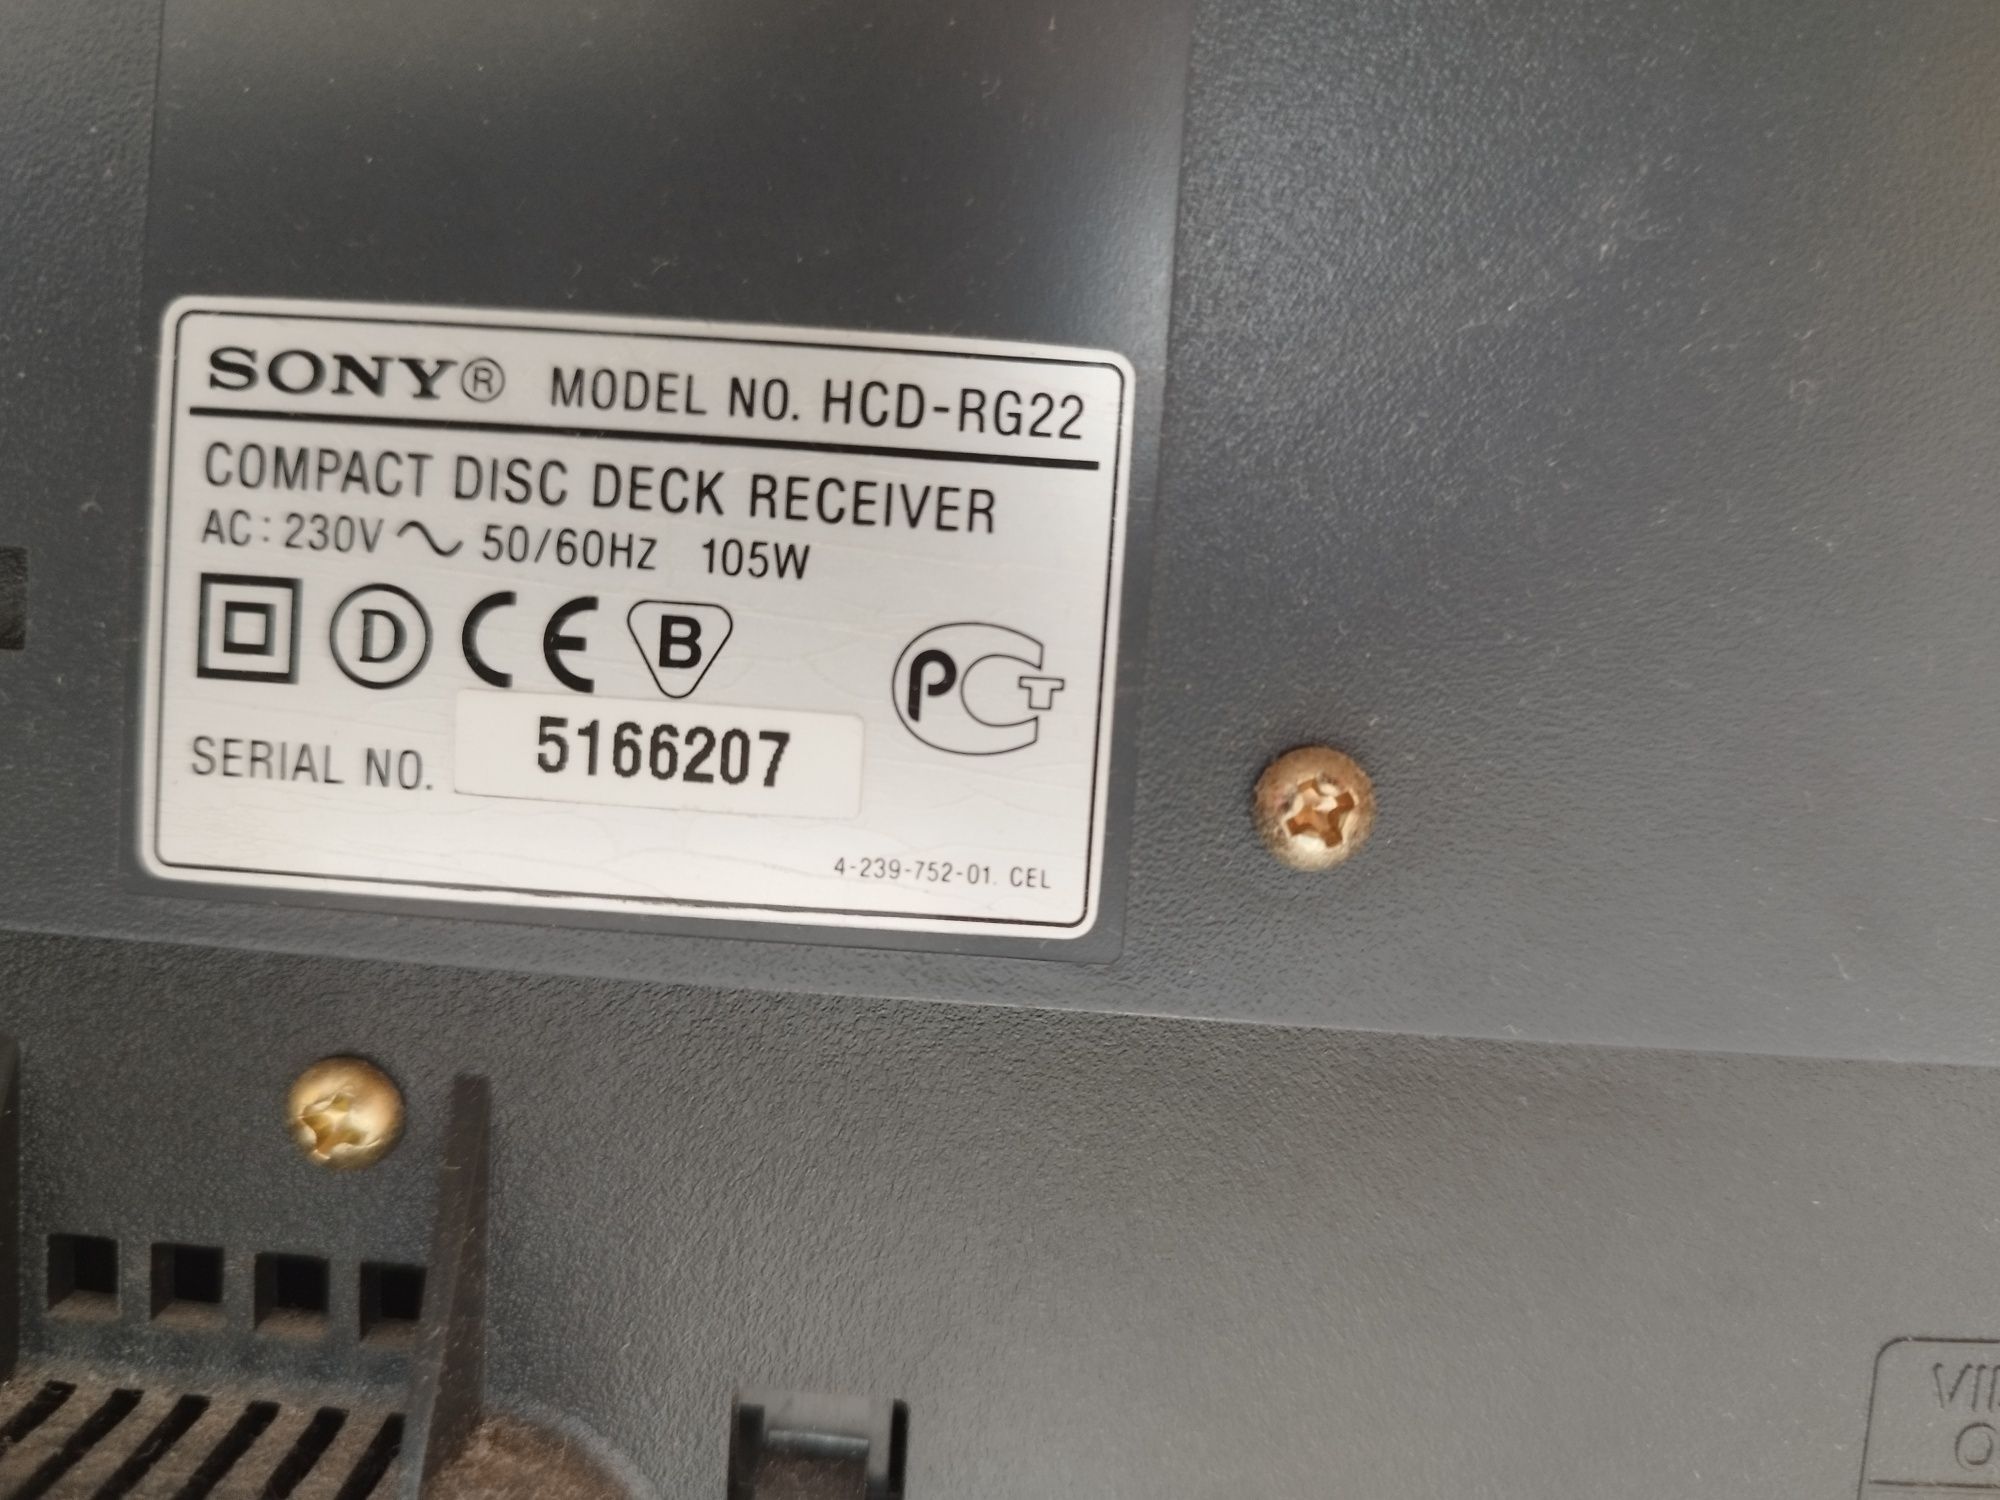 SONY® MODEL NO. HCD-RG22
COMPACT DISC DECK RECEIVER
AC: 230V ~ 50/60HZ 105W
D CE B
PCT
SERIAL NO. 5166207
4-239-752-01. CEL